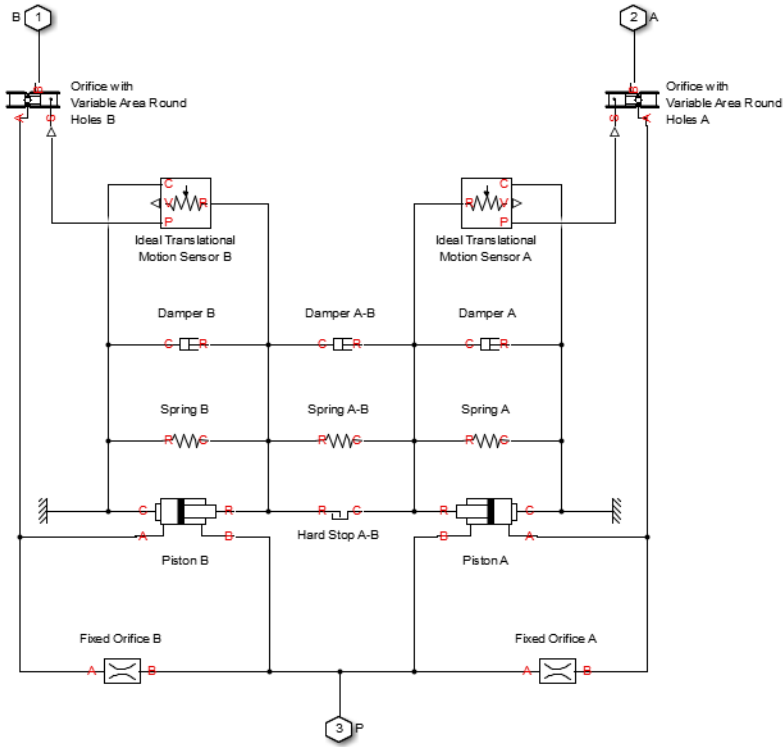 B 1
2 A
Orifice with
Variable Area Round
Holes B
Orifice with
Variable Area Round
Holes A
B
A
S
B
S
A
C
V R
P
C
R V
P
Ideal Translational
Motion Sensor B
Ideal Translational
Motion Sensor A
Damper B
Damper A-B
Damper A
C R
C R
C R
Spring B
Spring A-B
Spring A
R C
R C
R C
C R
R C
R C
A D
Hard Stop A-B
D A
Piston B
Piston A
Fixed Orifice B
Fixed Orifice A
A B
A B
3 P